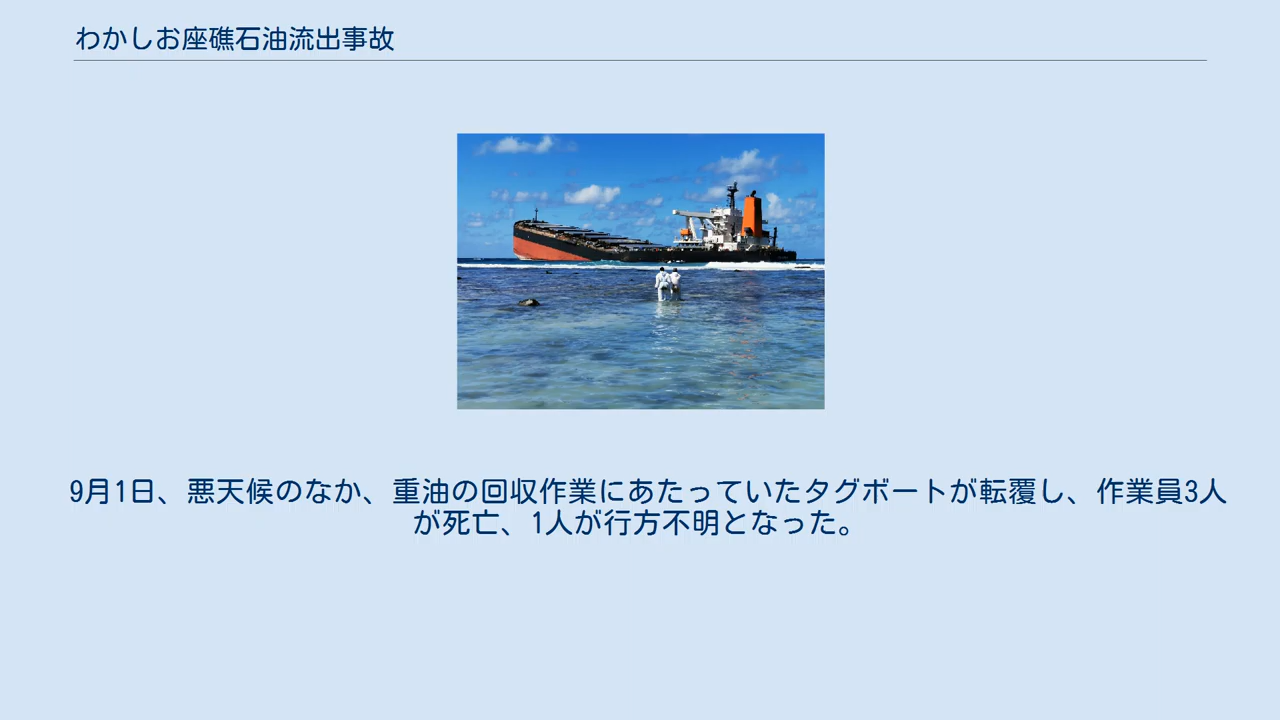 わかしお座礁石油流出事故
9月1日、悪天候のなか、重油の回収作業にあたっていたタグボートが転覆し、作業員3人
が死亡、1人が行方不明となった。